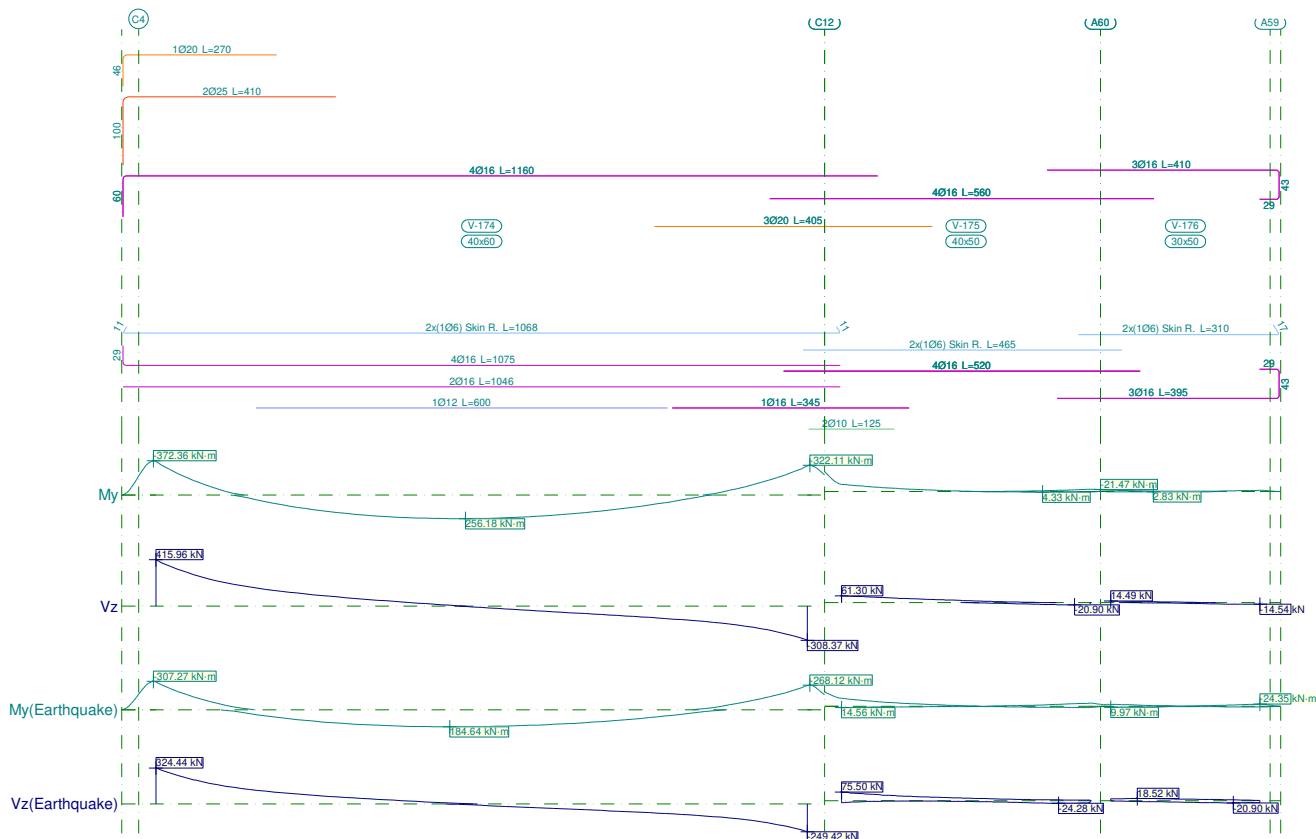 C4
C12
A60
A59
1Ø20 L=270
46
2Ø25 L=410
100
4Ø16 L=1160
60
3Ø16 L=410
43
29
4Ø16 L=560
3Ø20 L=405
V-174
40x60
V-175
40x50
V-176
30x50
11
2x(1Ø6) Skin R. L=1068
11
2x(1Ø6) Skin R. L=310
17
2x(1Ø6) Skin R. L=465
29
4Ø16 L=1075
4Ø16 L=520
29
43
2Ø16 L=1046
3Ø16 L=395
1Ø12 L=600
1Ø16 L=345
2Ø10 L=125
My
-372.36 kN·m
256.18 kN·m
-322.11 kN·m
4.33 kN·m
-21.47 kN·m
2.83 kN·m
Vz
415.96 kN
-308.37 kN
61.30 kN
-20.90 kN
14.49 kN
-14.54 kN
My(Earthquake)
-307.27 kN·m
184.64 kN·m
-268.12 kN·m
14.56 kN·m
9.97 kN·m
-24.35 kN·m
Vz(Earthquake)
324.44 kN
-249.42 kN
75.50 kN
-24.28 kN
18.52 kN
-20.90 kN